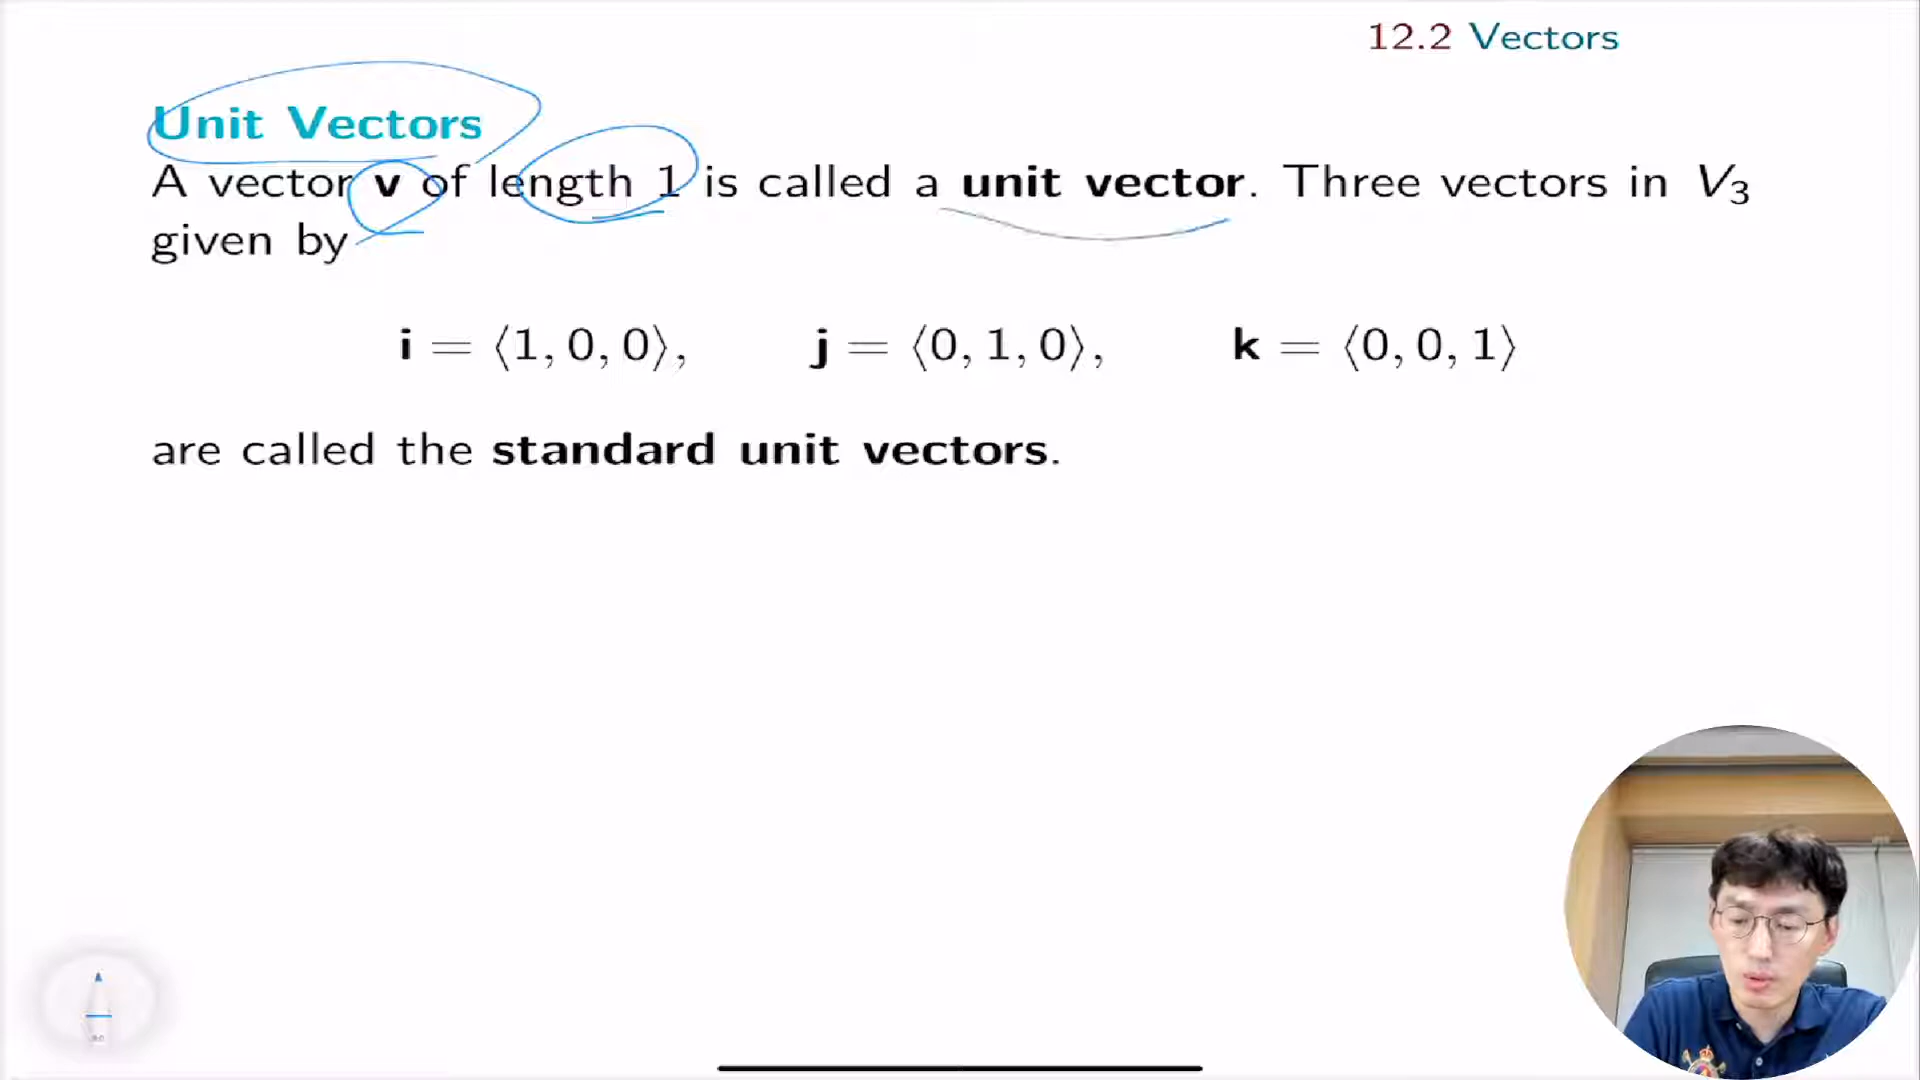 12.2 Vectors
Unit Vectors
A vector v of length 1 is called a unit vector. Three vectors in V₃
given by
i = ⟨1, 0, 0⟩, j = ⟨0, 1, 0⟩, k = ⟨0, 0, 1⟩
are called the standard unit vectors.